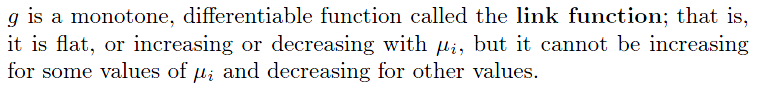 g is a monotone, differentiable function called the link function; that is,
it is flat, or increasing or decreasing with μi, but it cannot be increasing
for some values of μi and decreasing for other values.